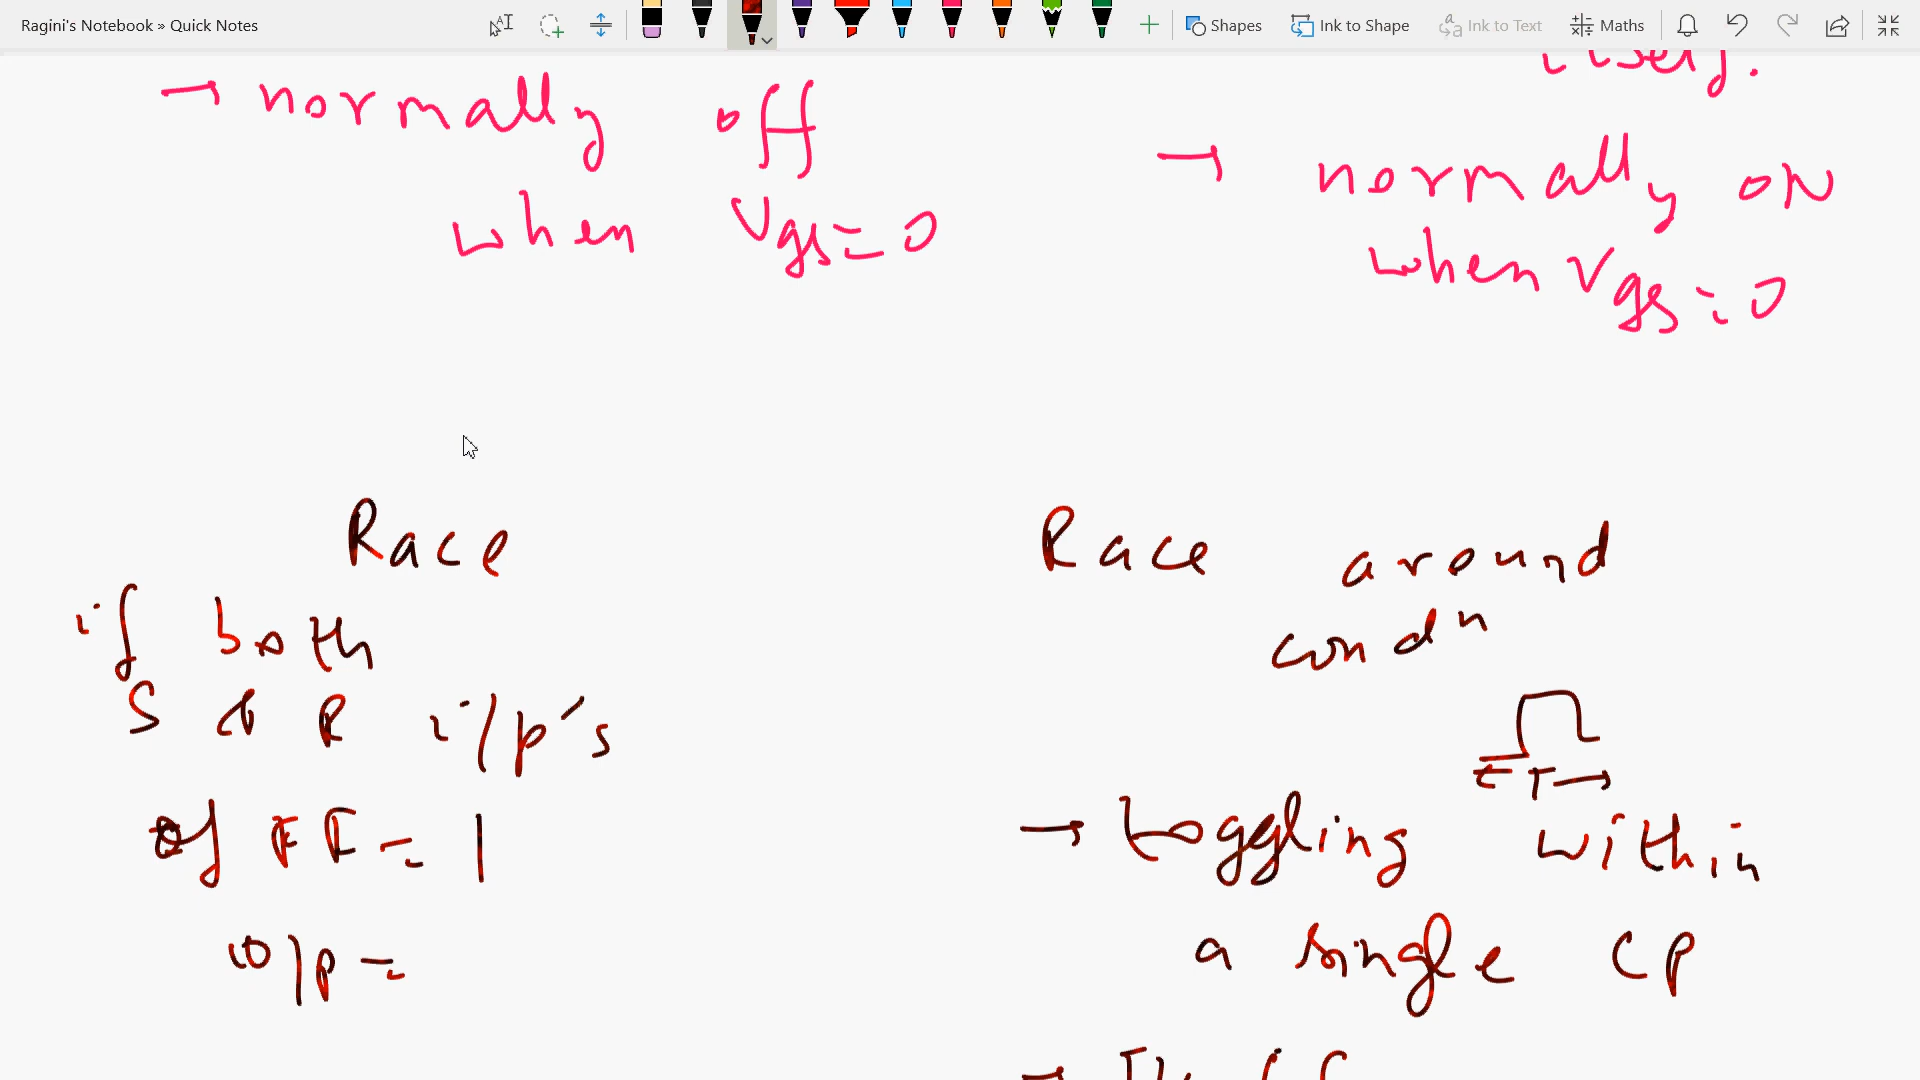 Ragini's Notebook » Quick Notes
Shapes
Ink to Shape
Ink to Text
Maths
→ normally off
when Vgs=0
itself.
→ normally ON
when Vgs=0
Race
if both
S & R i/p's
of FF = 1
o/p =
Race around
condn
T
→ toggling within
a single CP